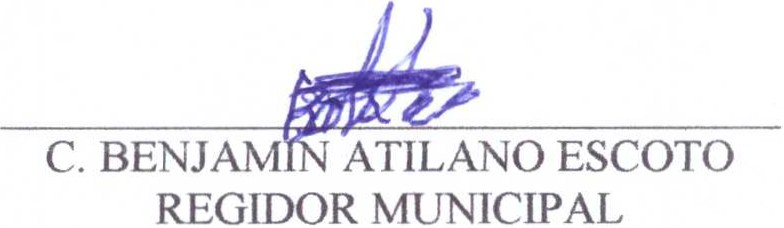 C. BENJAMIN ATILANO ESCOTO
REGIDOR MUNICIPAL